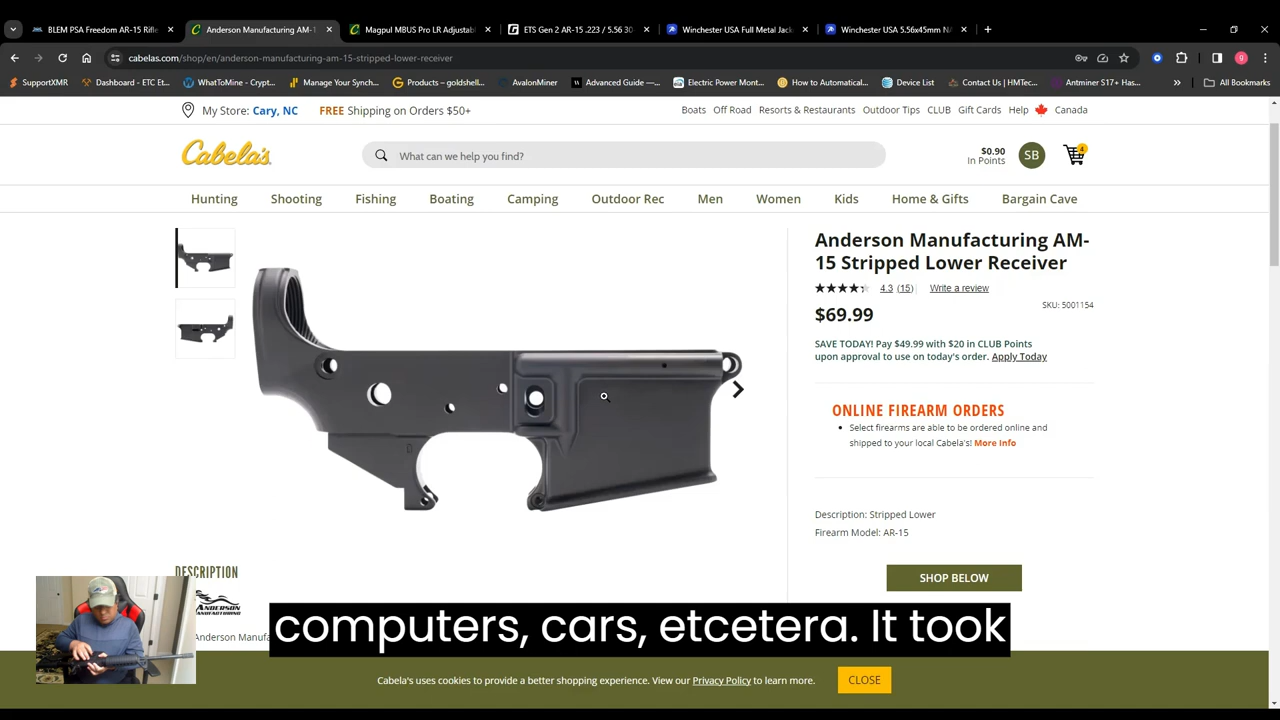 BLEM PSA Freedom AR-15 Rifle
Anderson Manufacturing AM-1
Magpul MBUS Pro LR Adjustabl
ETS Gen 2 AR-15 .223 / 5.56 30
Winchester USA Full Metal Jack
Winchester USA 5.56x45mm NA
cabelas.com/shop/en/anderson-manufacturing-am-15-stripped-lower-receiver
SupportXMR
Dashboard - ETC Et...
WhatToMine - Crypt...
Manage Your Synch...
Products – goldshell...
AvalonMiner
Advanced Guide —...
Electric Power Mont...
How to Automatical...
Device List
Contact Us | HMTec...
Antminer S17+ Has...
All Bookmarks
My Store: Cary, NC
FREE Shipping on Orders $50+
Boats Off Road Resorts & Restaurants Outdoor Tips CLUB Gift Cards Help Canada
Cabela's
What can we help you find?
$0.90
In Points
SB
4
Hunting Shooting Fishing Boating Camping Outdoor Rec Men Women Kids Home & Gifts Bargain Cave
Anderson Manufacturing AM-
15 Stripped Lower Receiver
4.3 (15) Write a review
SKU: 5001154
$69.99
SAVE TODAY! Pay $49.99 with $20 in CLUB Points
upon approval to use on today's order. Apply Today
ONLINE FIREARM ORDERS
Select firearms are able to be ordered online and
shipped to your local Cabela's! More Info
Description: Stripped Lower
Firearm Model: AR-15
SHOP BELOW
DESCRIPTION
ANDERSON
Anderson Manufa
computers, cars, etcetera. It took
Cabela's uses cookies to provide a better shopping experience. View our Privacy Policy to learn more.
CLOSE